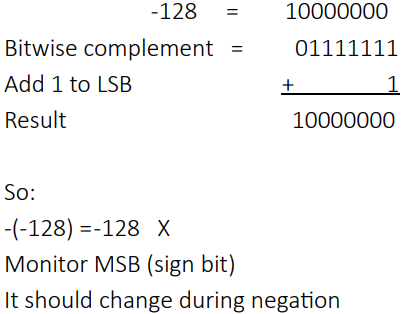 -128 = 10000000
Bitwise complement = 01111111
Add 1 to LSB + 1
Result 10000000
So:
-(-128) =-128 X
Monitor MSB (sign bit)
It should change during negation